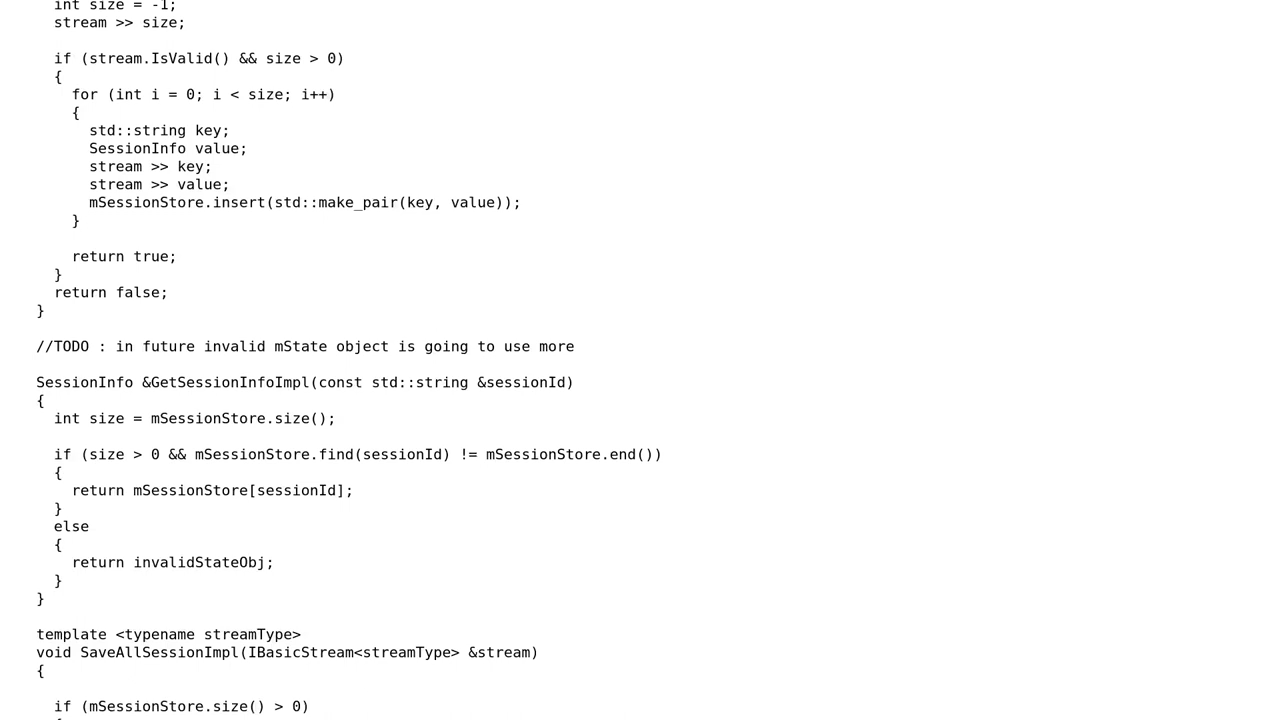 int size = -1;
stream >> size;
if (stream.IsValid() && size > 0)
{
for (int i = 0; i < size; i++)
{
std::string key;
SessionInfo value;
stream >> key;
stream >> value;
mSessionStore.insert(std::make_pair(key, value));
}
return true;
}
return false;
}
//TODO : in future invalid mState object is going to use more
SessionInfo &GetSessionInfoImpl(const std::string &sessionId)
{
int size = mSessionStore.size();
if (size > 0 && mSessionStore.find(sessionId) != mSessionStore.end())
{
return mSessionStore[sessionId];
}
else
{
return invalidStateObj;
}
}
template <typename streamType>
void SaveAllSessionImpl(IBasicStream<streamType> &stream)
{
if (mSessionStore.size() > 0)
{